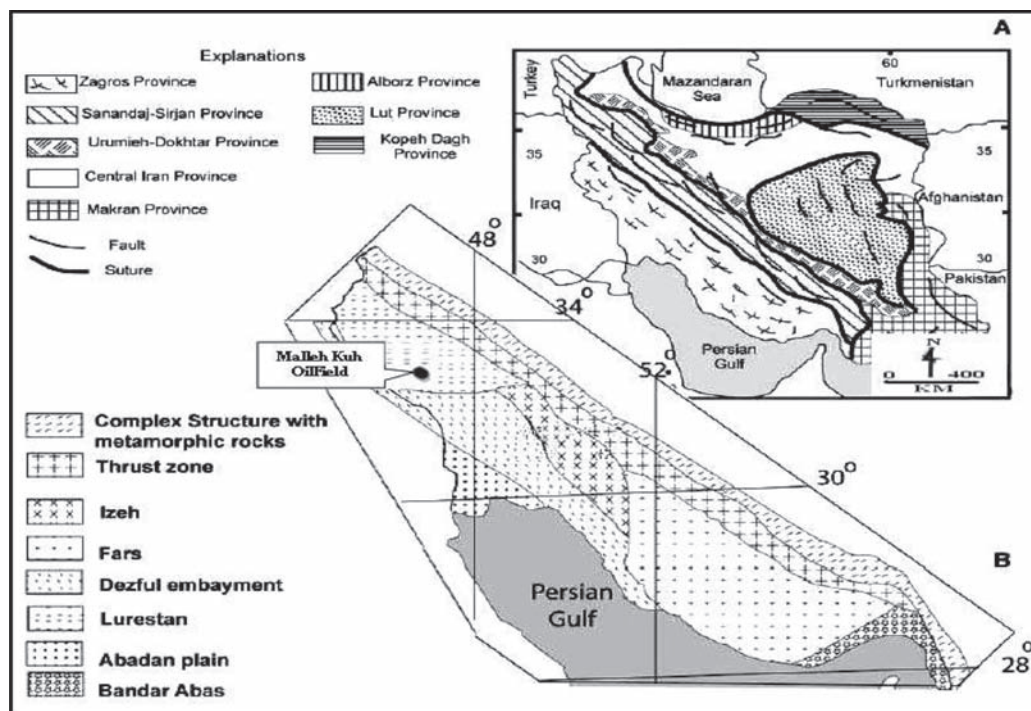 A
Explanations
Zagros Province
Sanandaj-Sirjan Province
Urumieh-Dokhtar Province
Central Iran Province
Makran Province
Fault
Suture
Alborz Province
Lut Province
Kopeh Dagh
Province
60
Turkey
Mazandaran
Sea
Turkmenistan
35
35
Iraq
Afghanistan
30
30
Pakistan
Persian
Gulf
N
0 400
KM
48°
34°
52°
Malleh Kuh
OilField
30°
B
Complex Structure with
metamorphic rocks
Thrust zone
Izeh
Fars
Dezful embayment
Lurestan
Abadan plain
Bandar Abas
Persian
Gulf
28°